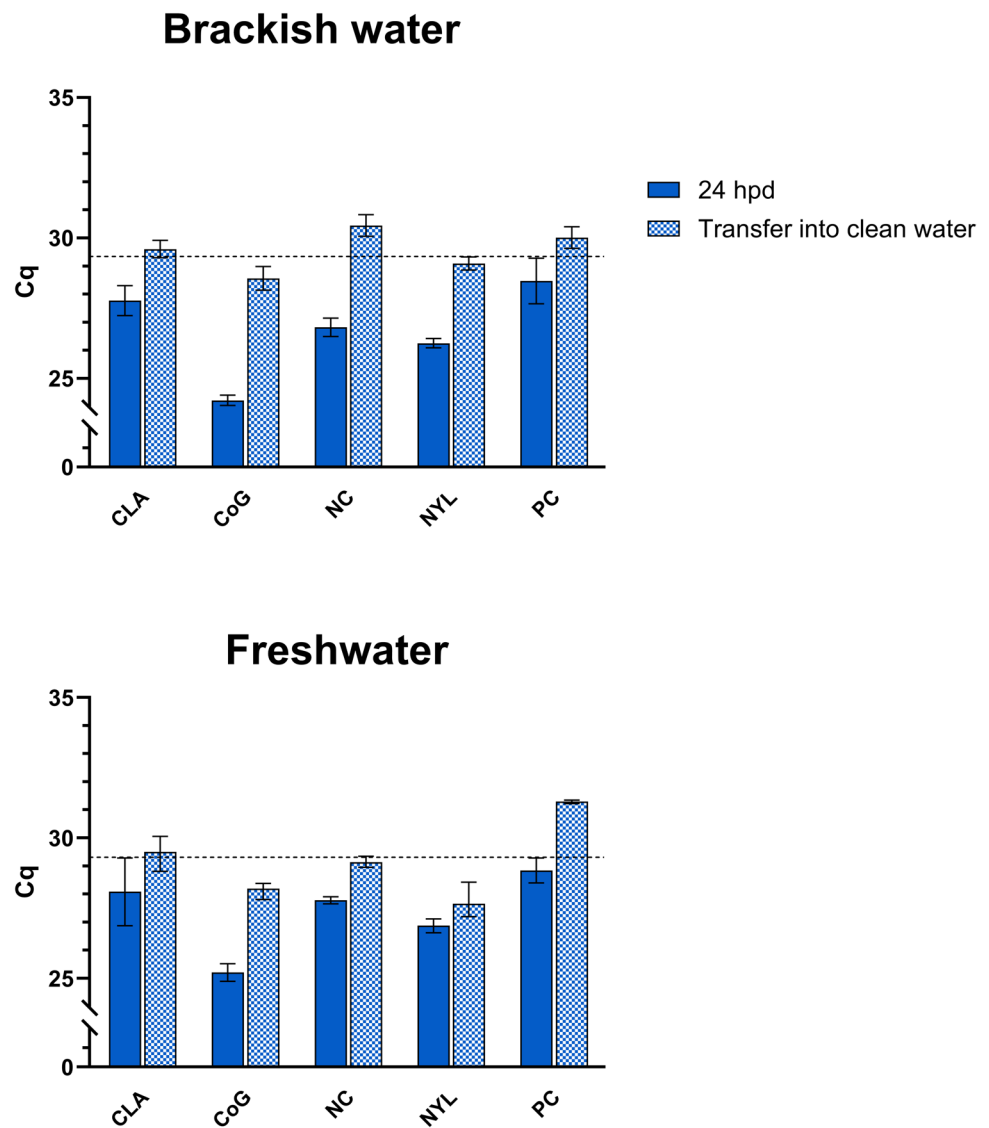 Brackish water
35
30
25
0
Cq
CLA
CoG
NC
NYL
PC
24 hpd
Transfer into clean water
Freshwater
35
30
25
0
Cq
CLA
CoG
NC
NYL
PC